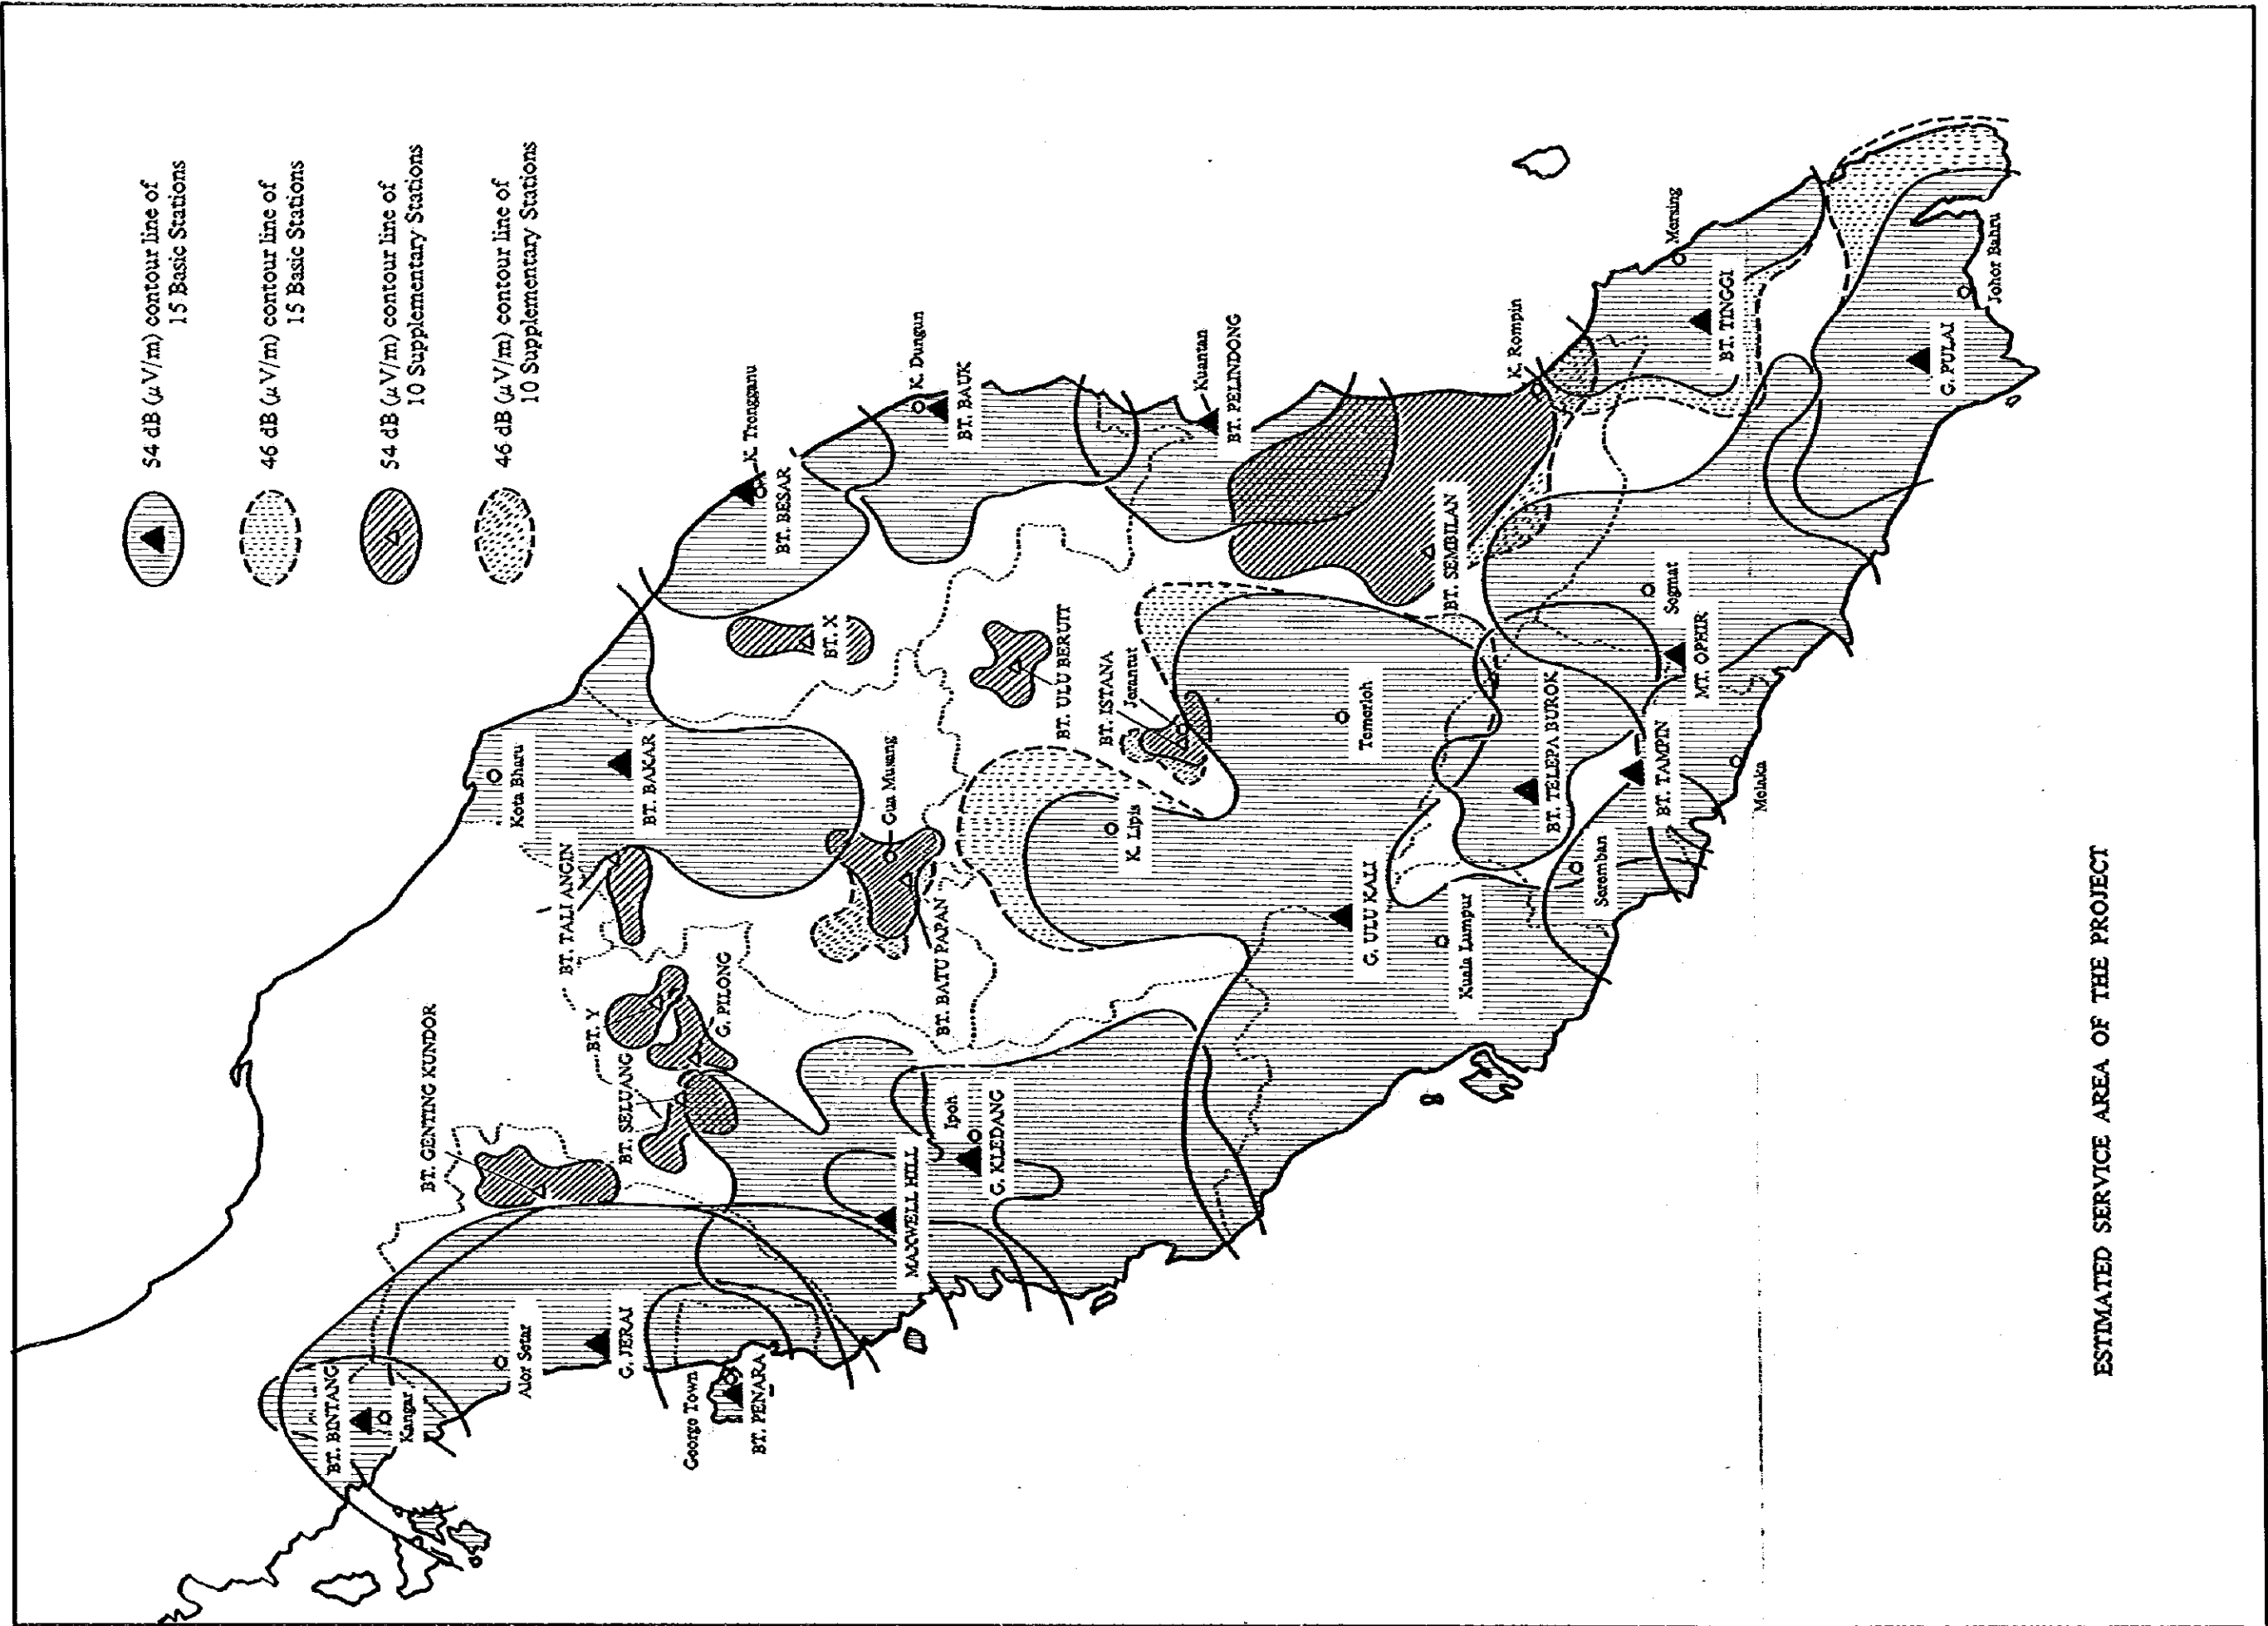 54 dB (μV/m) contour line of
15 Basic Stations
46 dB (μV/m) contour line of
15 Basic Stations
54 dB (μV/m) contour line of
10 Supplementary Stations
46 dB (μV/m) contour line of
10 Supplementary Stations
BT. BINTANG
Kangar
Alor Setar
G. JERAI
George Town
BT. PENARA
BT. GENTING KUNDOR
BT. SELUANG
BT. Y
G. PILONG
MAXWELL HILL
Ipoh
G. KLEDANG
BT. TALI ANGIN
Kota Bharu
BT. BAKAR
Gua Musang
BT. BATU PAPAN
BT. X
BT. BESAR
K. Trengganu
K. Dungun
BT. BAUK
BT. ULU BERUIT
BT. ISTANA
Jerantut
K. Lipis
Kuantan
BT. PELINDONG
Temerloh
G. ULU KALI
Kuala Lumpur
BT. SEMBILAN
K. Rompin
BT. TELEPA BUROK
Seremban
BT. TAMPIN
Melaka
MT. OPHIR
Segmat
Mersing
BT. TINGGI
G. PULAI
Johor Bahru
ESTIMATED SERVICE AREA OF THE PROJECT